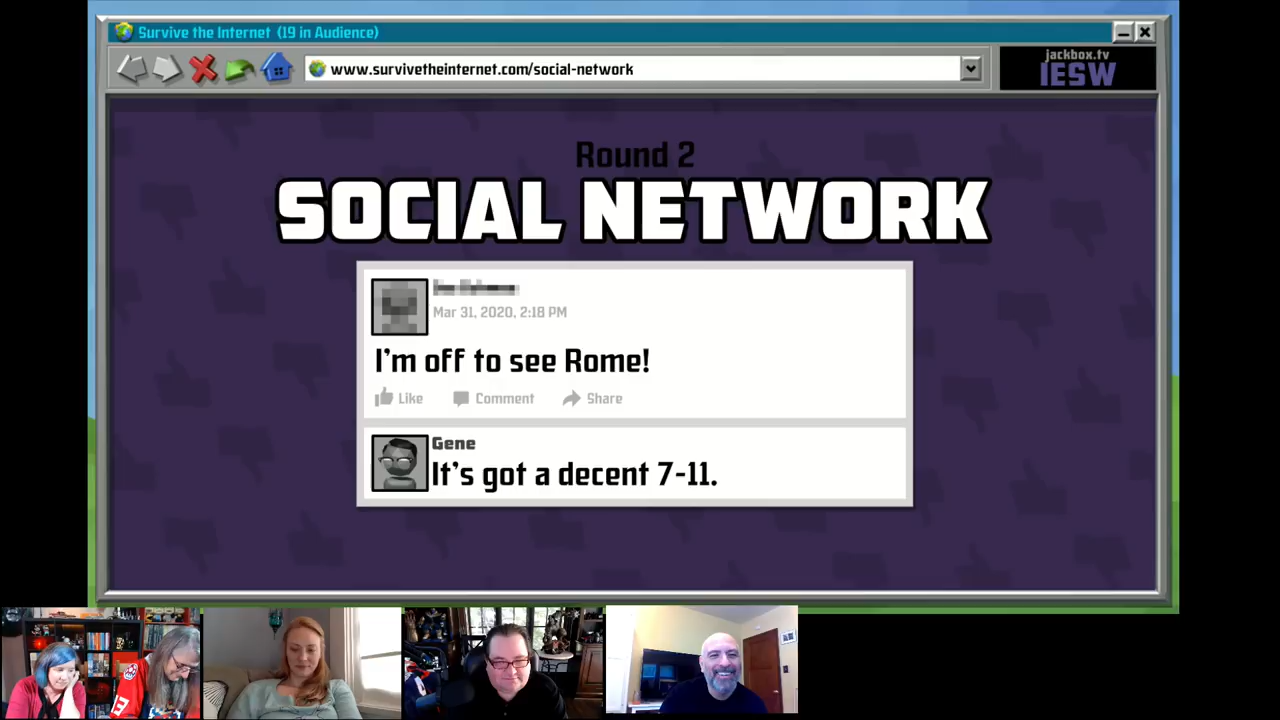 Survive the Internet (19 in Audience)
www.survivetheinternet.com/social-network
jackbox.tv
IESW
Round 2
SOCIAL NETWORK
Mar 31, 2020, 2:18 PM
I'm off to see Rome!
Like Comment Share
Gene
It's got a decent 7-11.